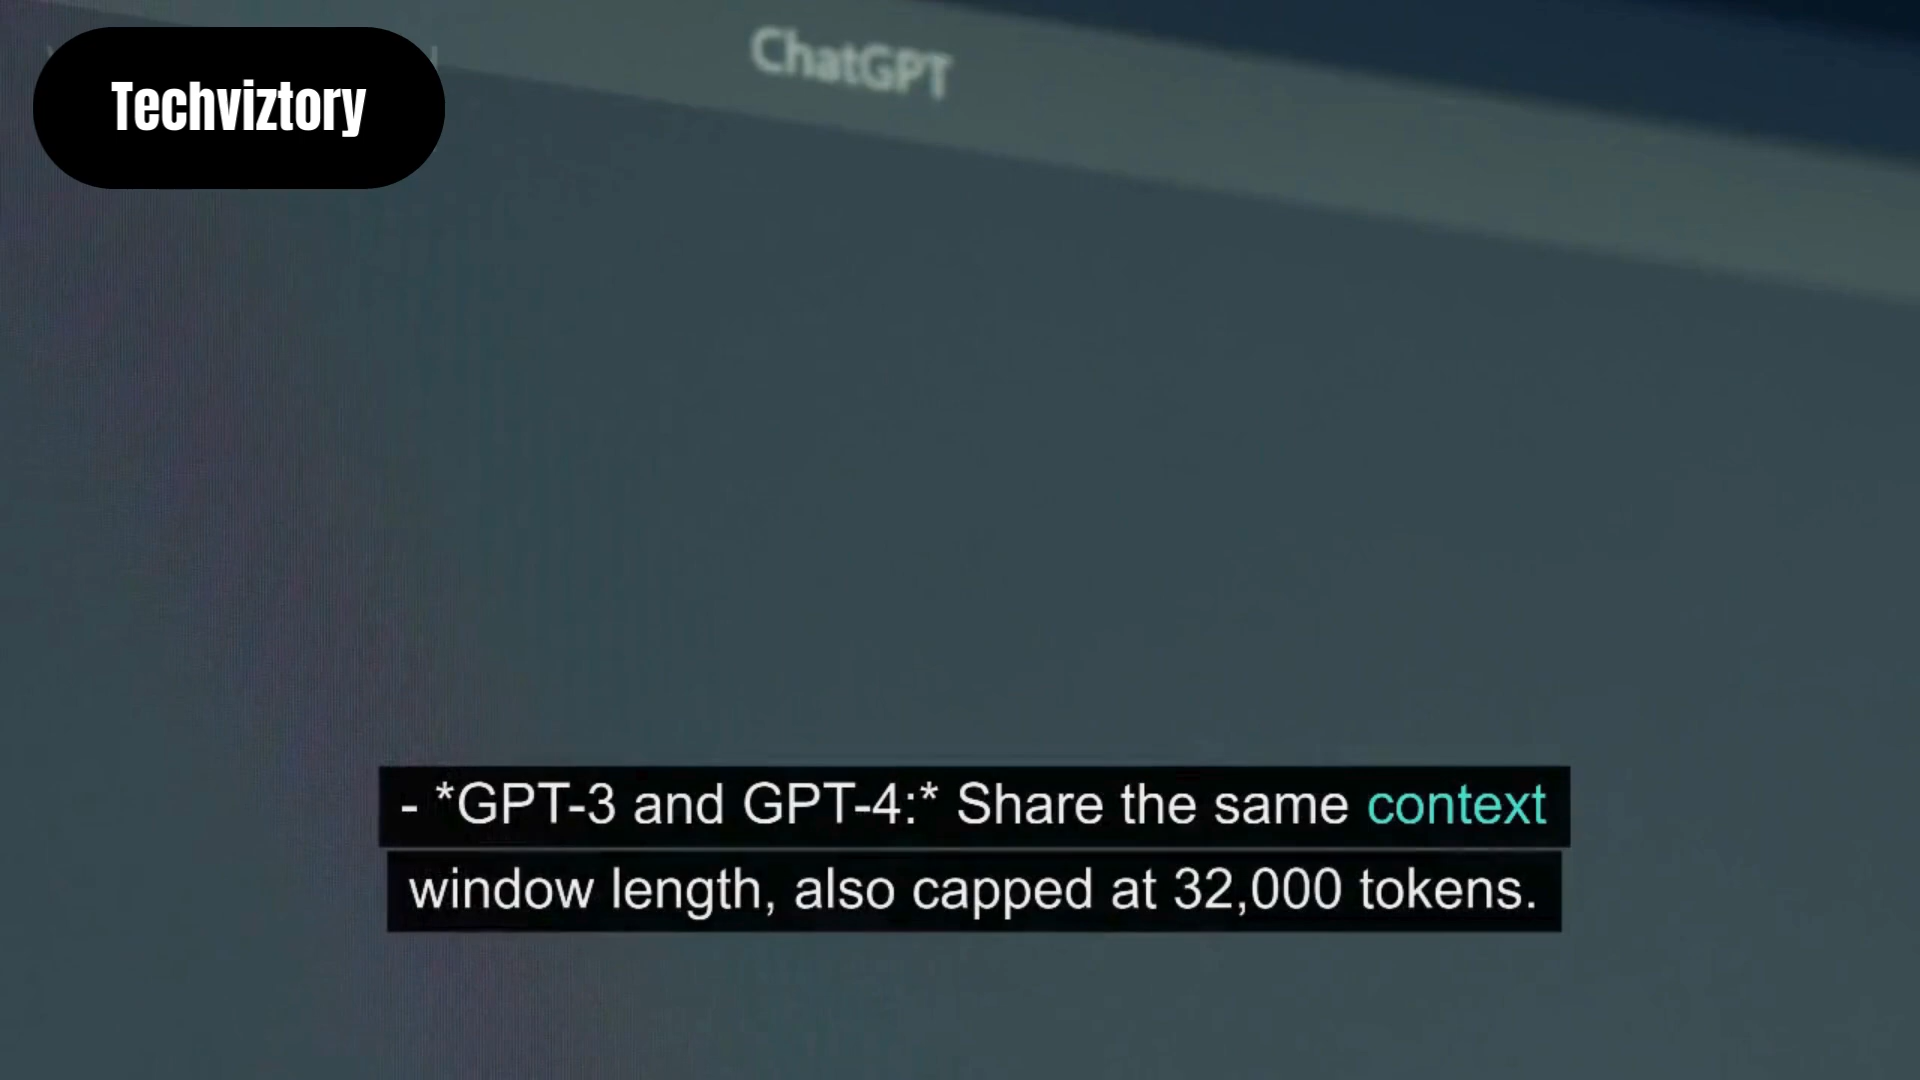 Techviztory
ChatGPT
- *GPT-3 and GPT-4:* Share the same context
window length, also capped at 32,000 tokens.